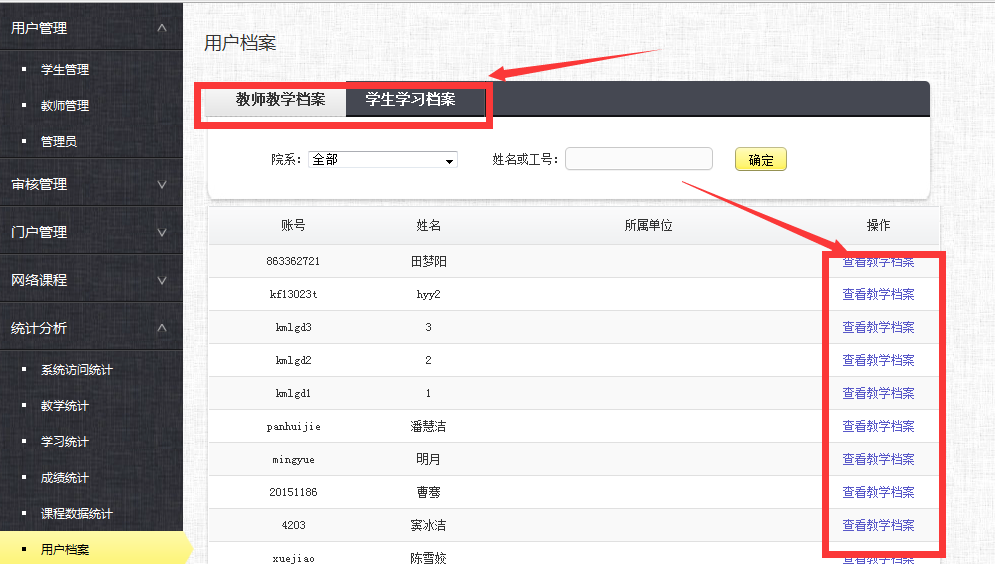 用户管理
学生管理
教师管理
管理员
审核管理
门户管理
网络课程
统计分析
系统访问统计
教学统计
学习统计
成绩统计
课程数据统计
用户档案
用户档案
教师教学档案 学生学习档案
院系: 全部 姓名或工号: 确定
账号 姓名 所属单位 操作
863362721 田梦阳 查看教学档案
kf13023t hyy2 查看教学档案
kmlgd3 3 查看教学档案
kmlgd2 2 查看教学档案
kmlgd1 1 查看教学档案
panhuijie 潘慧洁 查看教学档案
mingyue 明月 查看教学档案
20151186 曹骞 查看教学档案
4203 窦冰洁 查看教学档案
xuejiao 陈雪姣 查看教学档案